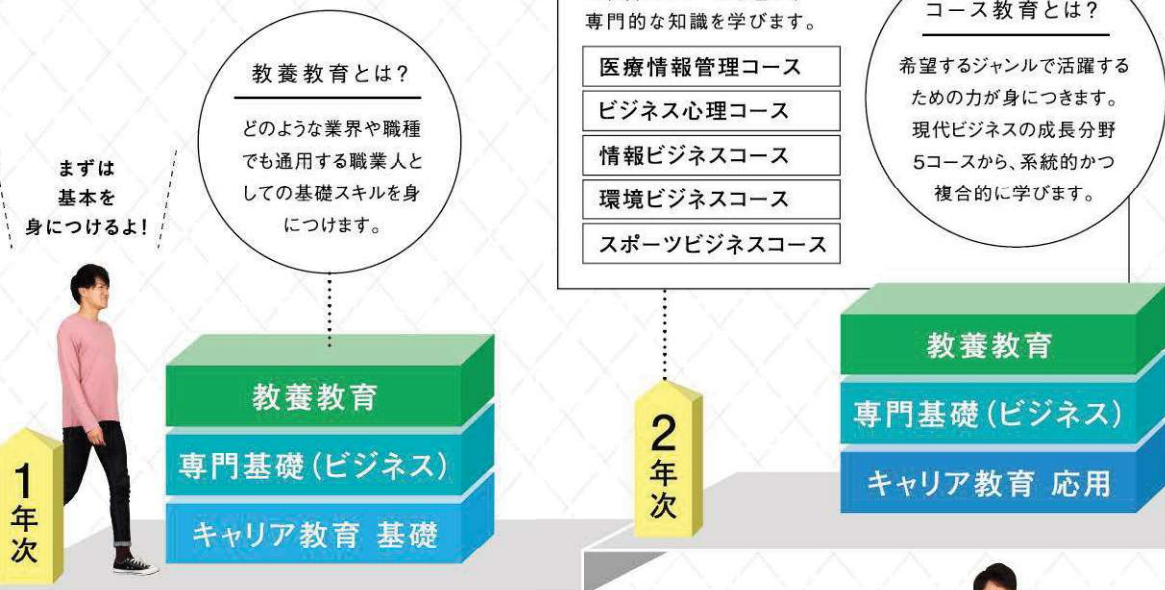 まずは
基本を
身につけるよ!
教養教育とは?
どのような業界や職種
でも通用する職業人と
しての基礎スキルを身
につけます。
教養教育
専門基礎(ビジネス)
キャリア教育 基礎
1年次
専門的な知識を学びます。
医療情報管理コース
ビジネス心理コース
情報ビジネスコース
環境ビジネスコース
スポーツビジネスコース
コース教育とは?
希望するジャンルで活躍する
ための力が身につきます。
現代ビジネスの成長分野
5コースから、系統的かつ
複合的に学びます。
2年次
教養教育
専門基礎(ビジネス)
キャリア教育 応用